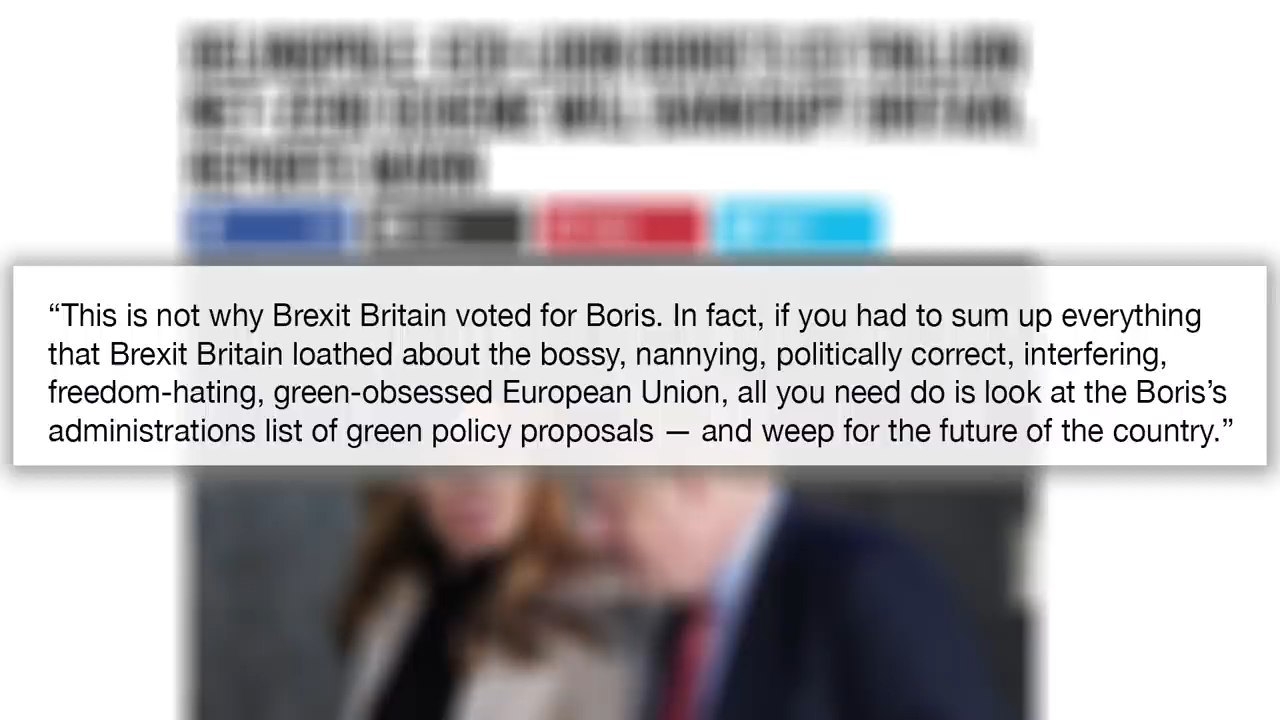 “This is not why Brexit Britain voted for Boris. In fact, if you had to sum up everything
that Brexit Britain loathed about the bossy, nannying, politically correct, interfering,
freedom-hating, green-obsessed European Union, all you need do is look at the Boris’s
administrations list of green policy proposals — and weep for the future of the country.”